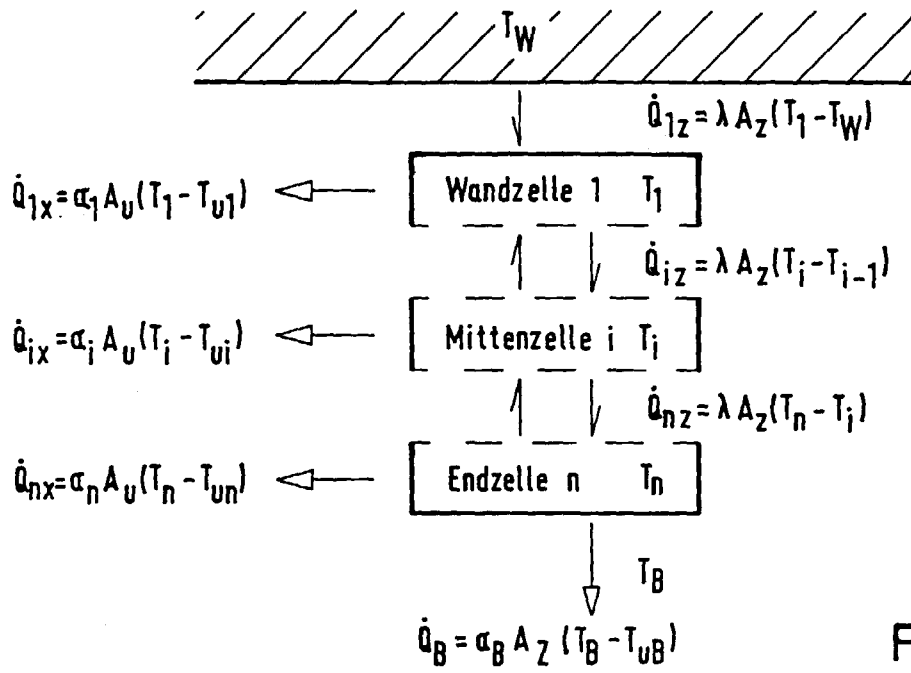 T_W
Q̇_1z = λ A_z (T_1 - T_W)
Q̇_1x = α_1 A_u (T_1 - T_u1)
Wandzelle 1 T_1
Q̇_iz = λ A_z (T_i - T_i-1)
Q̇_ix = α_i A_u (T_i - T_ui)
Mittenzelle i T_i
Q̇_nz = λ A_z (T_n - T_i)
Q̇_nx = α_n A_u (T_n - T_un)
Endzelle n T_n
T_B
Q̇_B = α_B A_Z (T_B - T_uB)
F